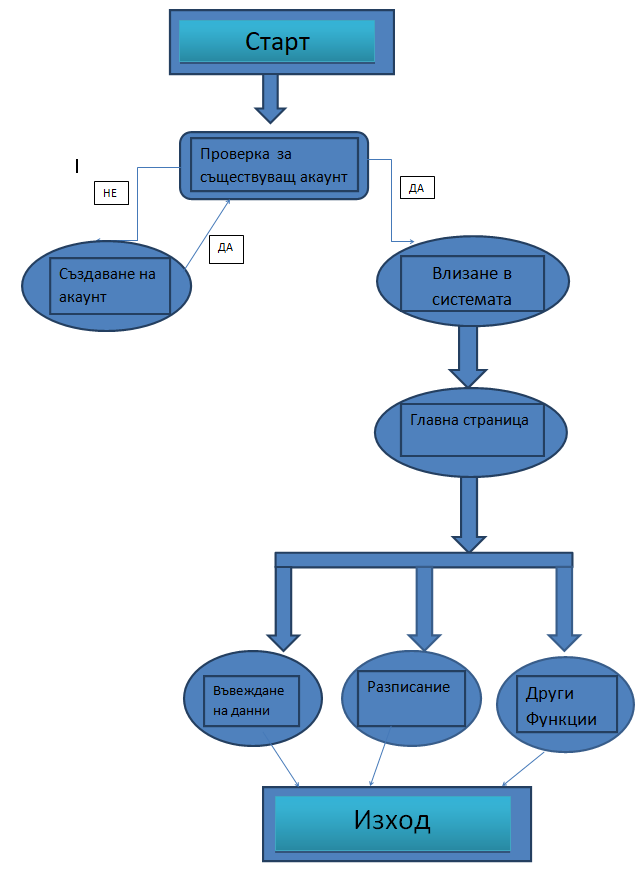 Старт
Проверка за
съществуващ акаунт
НЕ
ДА
ДА
Създаване на
акаунт
Влизане в
системата
Главна страница
Въвеждане
на данни
Разписание
Други
Функции
Изход